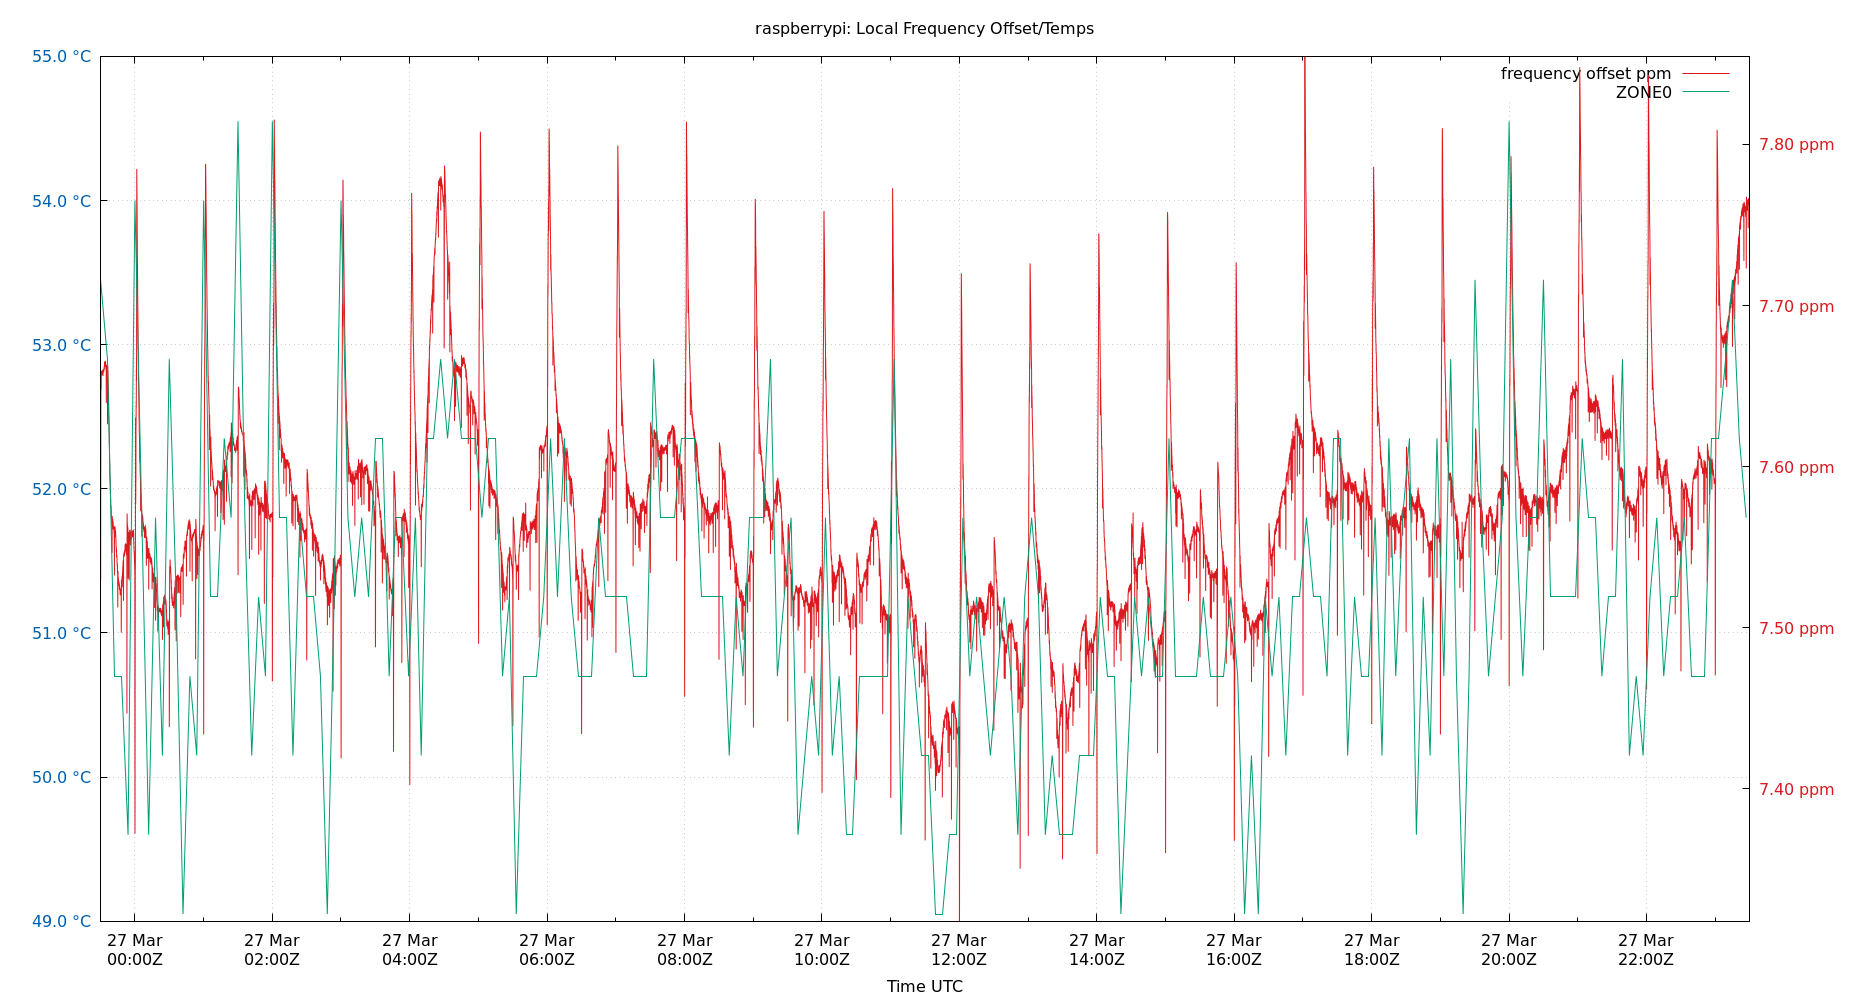 raspberrypi: Local Frequency Offset/Temps
frequency offset ppm
ZONE0
55.0 °C
54.0 °C
53.0 °C
52.0 °C
51.0 °C
50.0 °C
49.0 °C
7.80 ppm
7.70 ppm
7.60 ppm
7.50 ppm
7.40 ppm
27 Mar 27 Mar 27 Mar 27 Mar 27 Mar 27 Mar 27 Mar 27 Mar 27 Mar 27 Mar 27 Mar 27 Mar
00:00Z 02:00Z 04:00Z 06:00Z 08:00Z 10:00Z 12:00Z 14:00Z 16:00Z 18:00Z 20:00Z 22:00Z
Time UTC